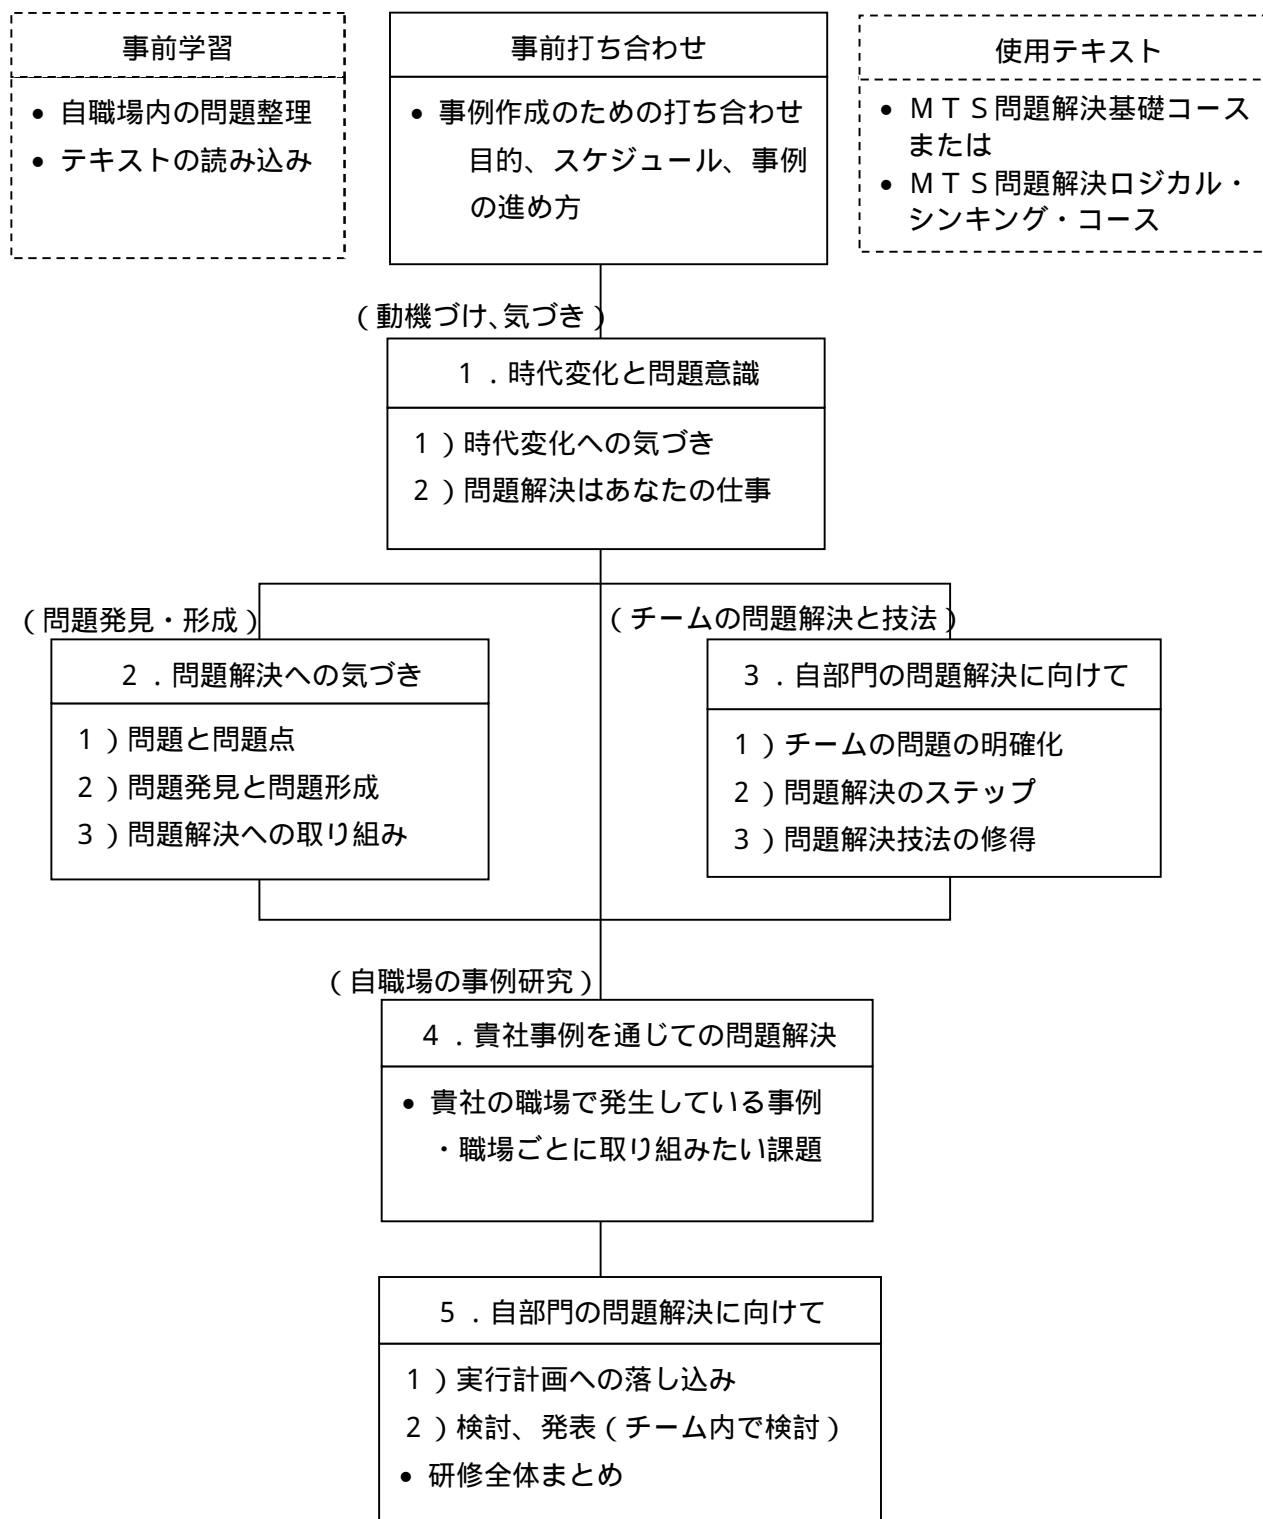 事前学習
• 自職場内の問題整理
• テキストの読み込み
事前打ち合わせ
• 事例作成のための打ち合わせ
目的、スケジュール、事例
の進め方
使用テキスト
• ＭＴＳ問題解決基礎コース
または
• ＭＴＳ問題解決ロジカル・
シンキング・コース
（動機づけ、気づき）
１．時代変化と問題意識
１）時代変化への気づき
２）問題解決はあなたの仕事
（問題発見・形成）
２．問題解決への気づき
１）問題と問題点
２）問題発見と問題形成
３）問題解決への取り組み
（チームの問題解決と技法）
３．自部門の問題解決に向けて
１）チームの問題の明確化
２）問題解決のステップ
３）問題解決技法の修得
（自職場の事例研究）
４．貴社事例を通じての問題解決
• 貴社の職場で発生している事例
・職場ごとに取り組みたい課題
５．自部門の問題解決に向けて
１）実行計画への落し込み
２）検討、発表（チーム内で検討）
• 研修全体まとめ